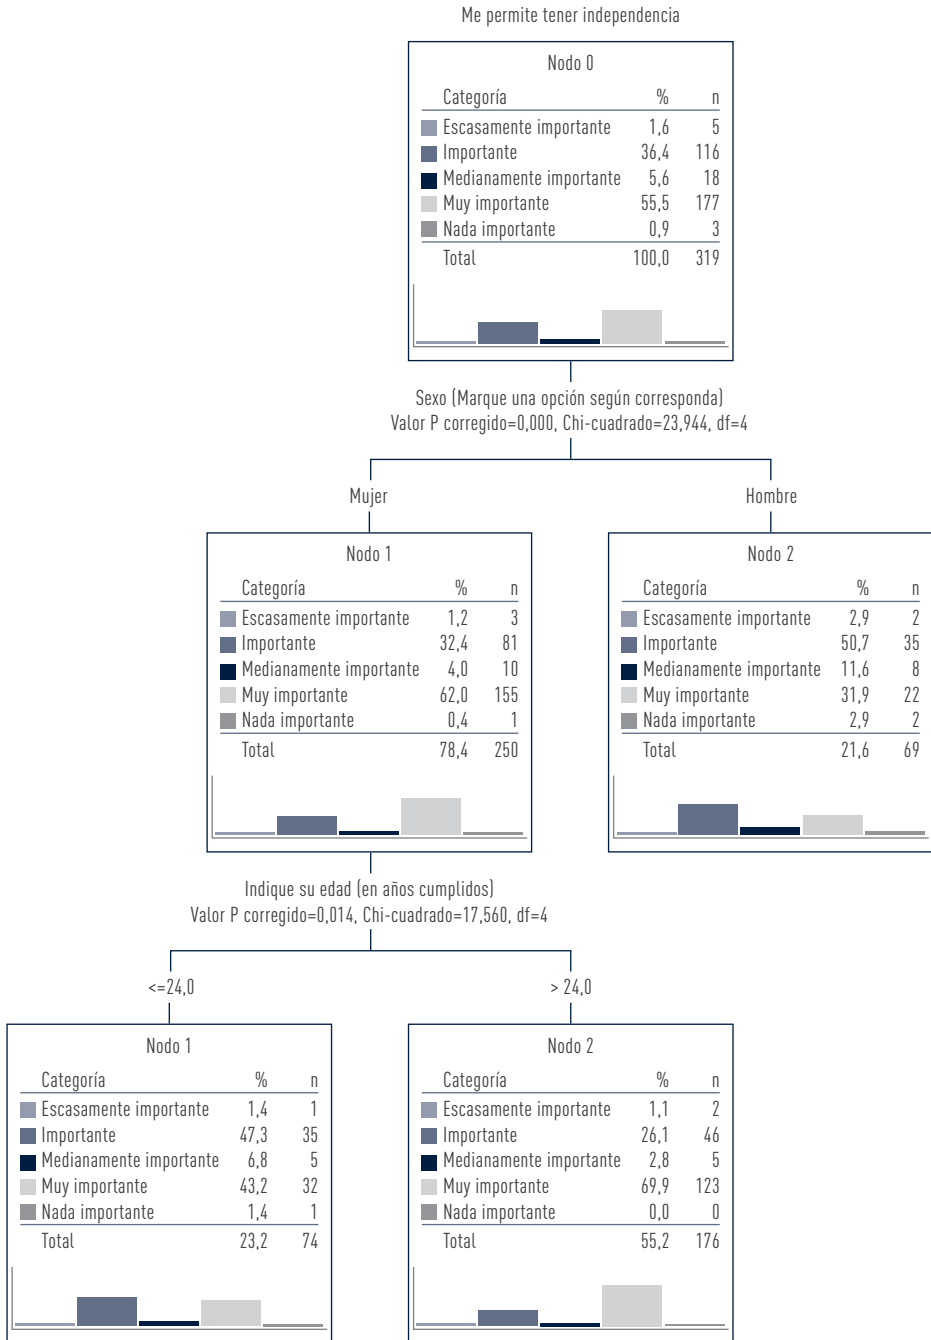 Me permite tener independencia
Nodo 0
Categoría % n
Escasamente importante 1,6 5
Importante 36,4 116
Medianamente importante 5,6 18
Muy importante 55,5 177
Nada importante 0,9 3
Total 100,0 319
Sexo (Marque una opción según corresponda)
Valor P corregido=0,000, Chi-cuadrado=23,944, df=4
Mujer
Nodo 1
Categoría % n
Escasamente importante 1,2 3
Importante 32,4 81
Medianamente importante 4,0 10
Muy importante 62,0 155
Nada importante 0,4 1
Total 78,4 250
Hombre
Nodo 2
Categoría % n
Escasamente importante 2,9 2
Importante 50,7 35
Medianamente importante 11,6 8
Muy importante 31,9 22
Nada importante 2,9 2
Total 21,6 69
Indique su edad (en años cumplidos)
Valor P corregido=0,014, Chi-cuadrado=17,560, df=4
<=24,0
Nodo 1
Categoría % n
Escasamente importante 1,4 1
Importante 47,3 35
Medianamente importante 6,8 5
Muy importante 43,2 32
Nada importante 1,4 1
Total 23,2 74
> 24,0
Nodo 2
Categoría % n
Escasamente importante 1,1 2
Importante 26,1 46
Medianamente importante 2,8 5
Muy importante 69,9 123
Nada importante 0,0 0
Total 55,2 176